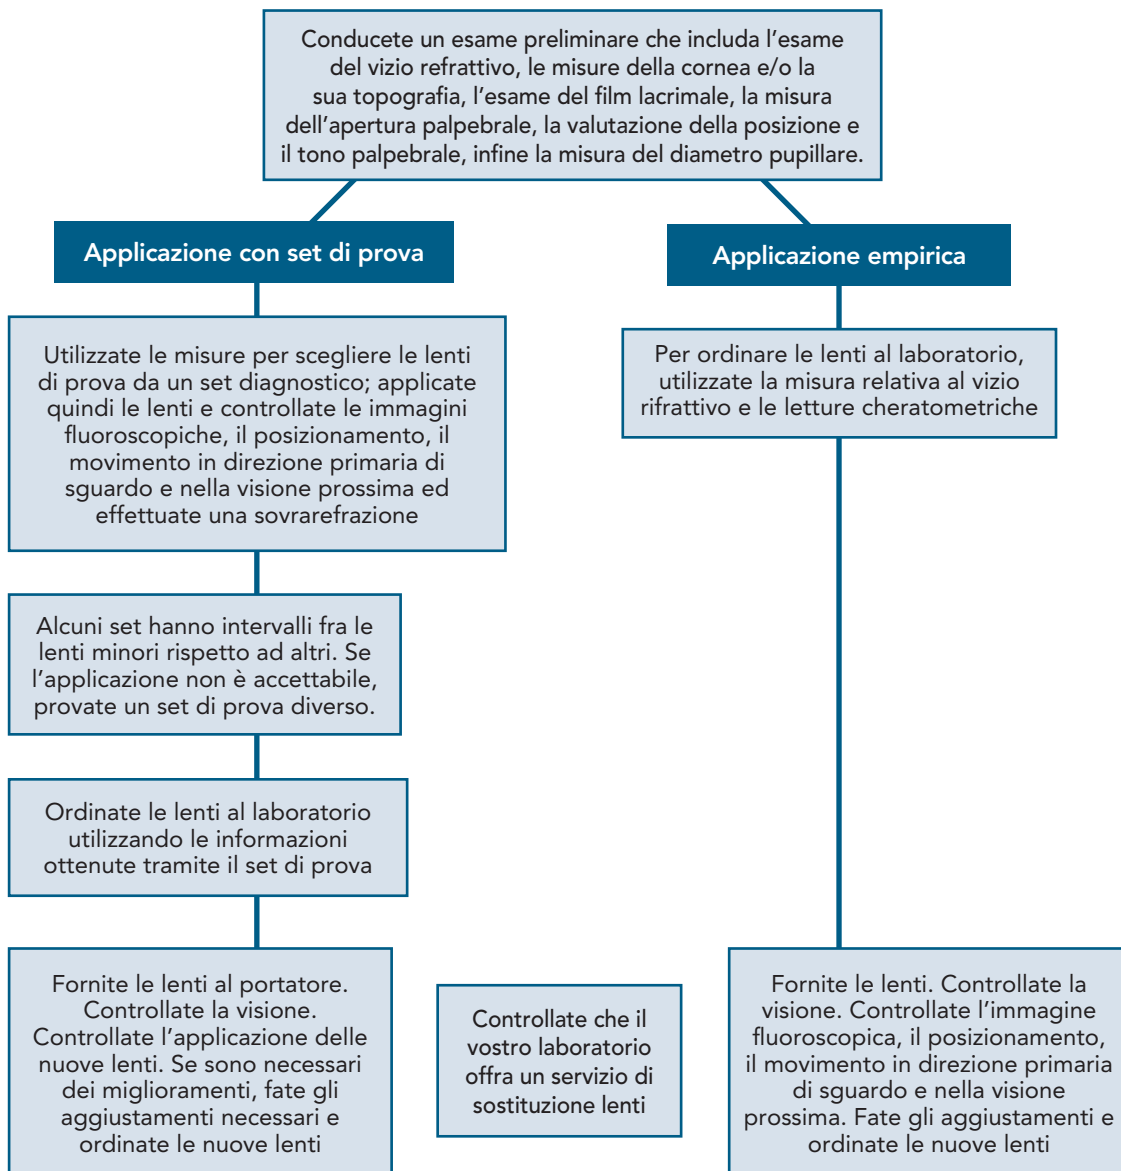 Conducete un esame preliminare che includa l'esame
del vizio refrattivo, le misure della cornea e/o la
sua topografia, l'esame del film lacrimale, la misura
dell'apertura palpebrale, la valutazione della posizione e
il tono palpebrale, infine la misura del diametro pupillare.
Applicazione con set di prova
Applicazione empirica
Utilizzate le misure per scegliere le lenti
di prova da un set diagnostico; applicate
quindi le lenti e controllate le immagini
fluoroscopiche, il posizionamento, il
movimento in direzione primaria di
sguardo e nella visione prossima ed
effettuate una sovrarefrazione
Per ordinare le lenti al laboratorio,
utilizzate la misura relativa al vizio
rifrattivo e le letture cheratometriche
Alcuni set hanno intervalli fra le
lenti minori rispetto ad altri. Se
l'applicazione non è accettabile,
provate un set di prova diverso.
Ordinate le lenti al laboratorio
utilizzando le informazioni
ottenute tramite il set di prova
Fornite le lenti al portatore.
Controllate la visione.
Controllate l'applicazione delle
nuove lenti. Se sono necessari
dei miglioramenti, fate gli
aggiustamenti necessari e
ordinate le nuove lenti
Controllate che il
vostro laboratorio
offra un servizio di
sostituzione lenti
Fornite le lenti. Controllate la
visione. Controllate l'immagine
fluoroscopica, il posizionamento,
il movimento in direzione primaria
di sguardo e nella visione
prossima. Fate gli aggiustamenti e
ordinate le nuove lenti